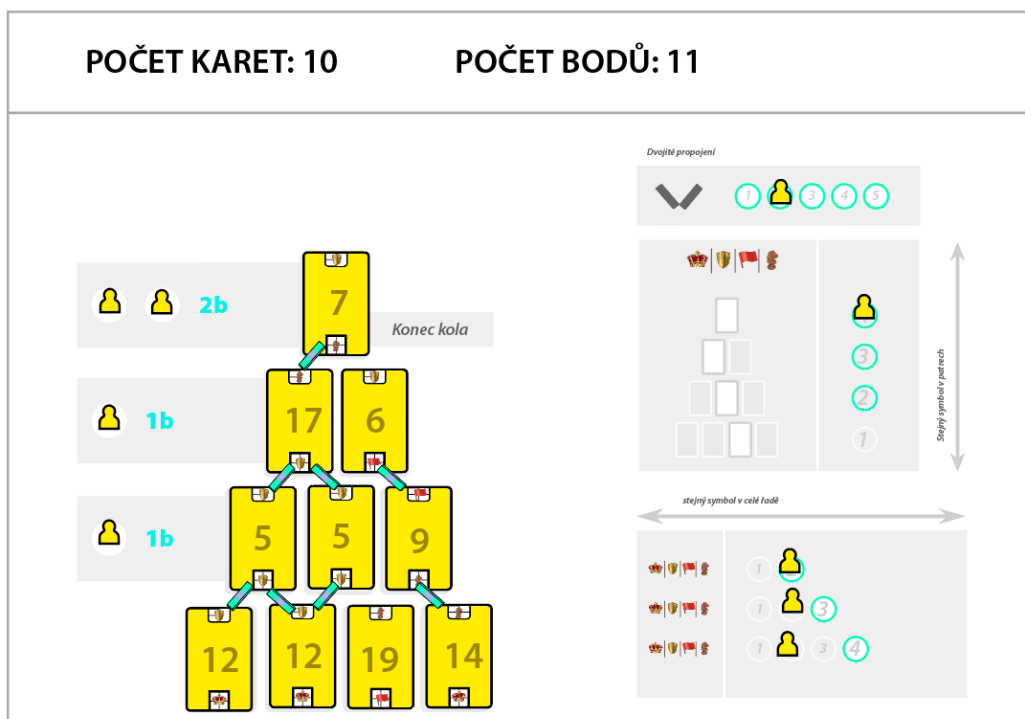 POČET KARET: 10 POČET BODŮ: 11
Dvojité propojení
1 3 4 5
7
2b
Konec kola
3
2
1
Stejný symbol v patrech
17 6
1b
stejný symbol v celé řadě
5 5 9
1b
1
1 3
1 3 4
12 12 19 14